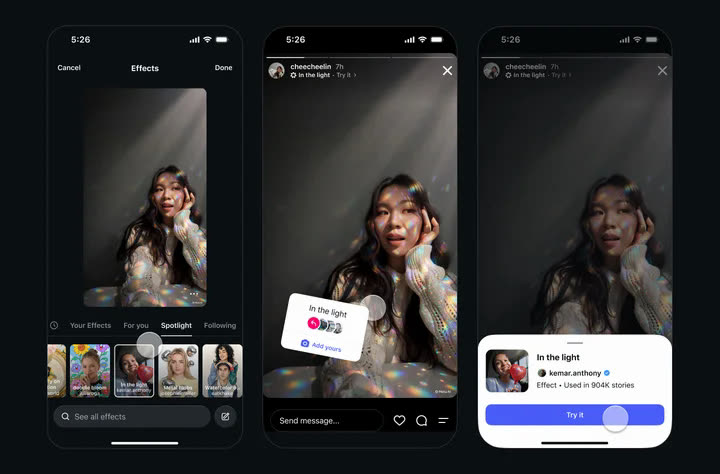 5:26
Cancel
Effects
Done
Your Effects
For you
Spotlight
Following
In the light
kemar.anthony
See all effects
5:26
cheecheelin 7h
In the light · Try it ›
In the light
Add yours
Meta AI
Send message...
5:26
cheecheelin 7h
In the light · Try it ›
In the light
kemar.anthony
Effect • Used in 904K stories
Try it